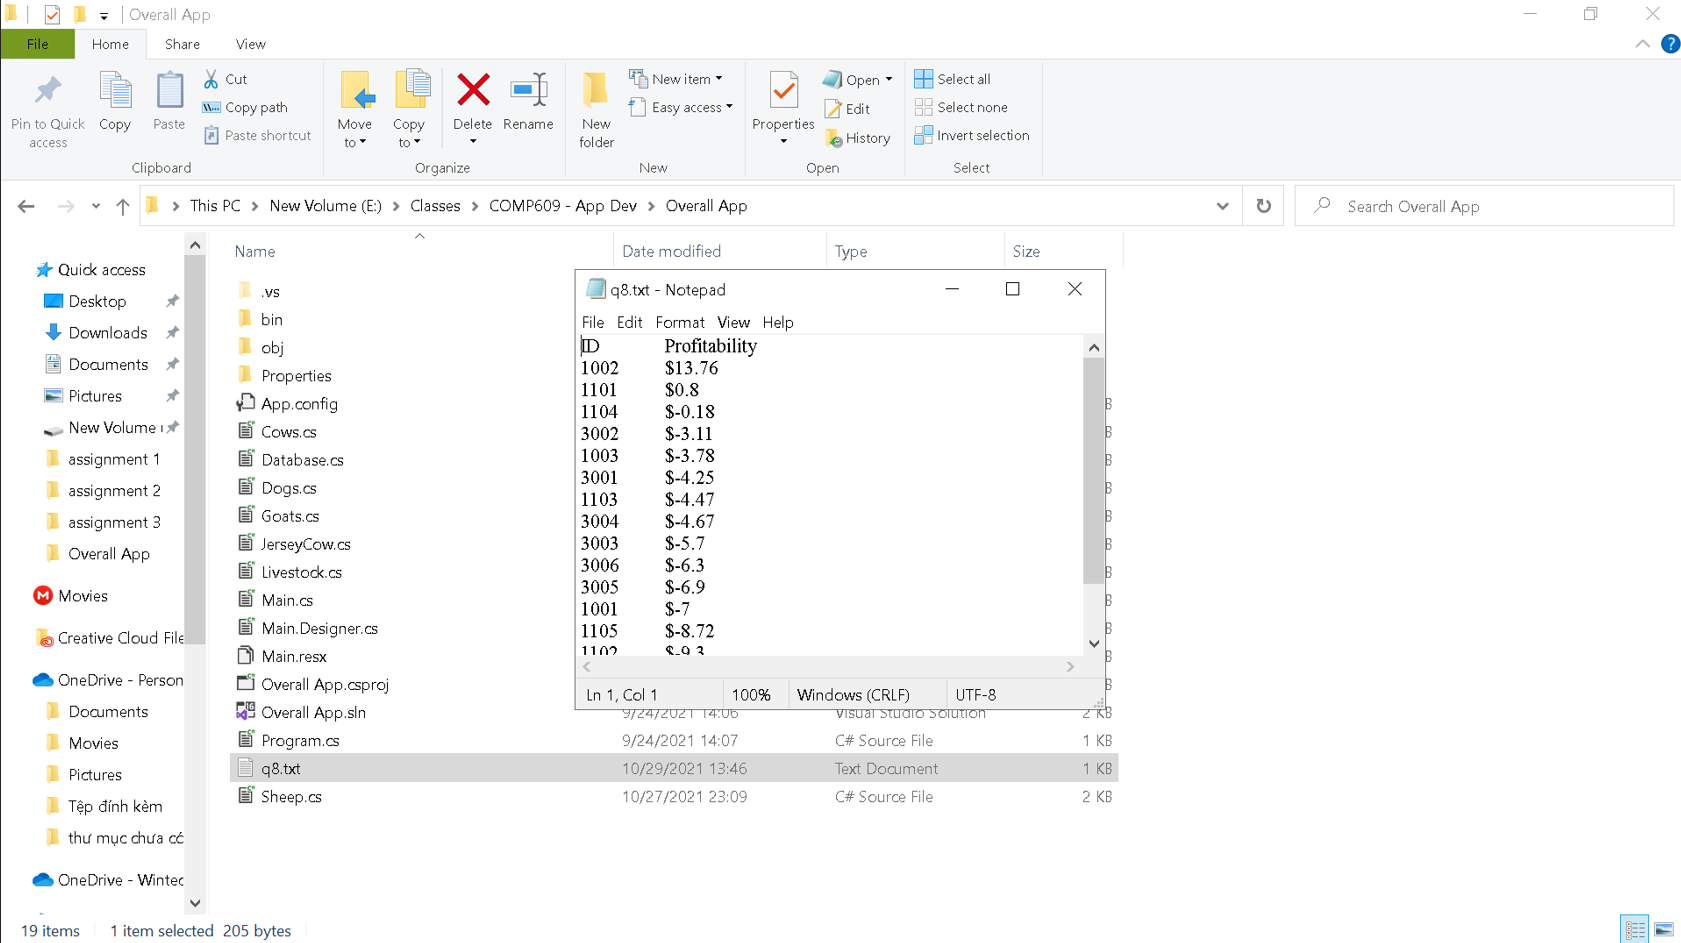 Overall App
File Home Share View
Pin to Quick access
Copy
Paste
Cut
Copy path
Paste shortcut
Clipboard
Move to
Copy to
Delete
Rename
Organize
New folder
New item
Easy access
New
Properties
Open
Edit
History
Open
Select all
Select none
Invert selection
Select
This PC > New Volume (E:) > Classes > COMP609 - App Dev > Overall App
Search Overall App
Quick access
Desktop
Downloads
Documents
Pictures
New Volume
assignment 1
assignment 2
assignment 3
Overall App
Movies
Creative Cloud File
OneDrive - Person
Documents
Movies
Pictures
Tệp đính kèm
thư mục chưa có
OneDrive - Wintec
Name Date modified Type Size
.vs
bin
obj
Properties
App.config
Cows.cs
Database.cs
Dogs.cs
Goats.cs
JerseyCow.cs
Livestock.cs
Main.cs
Main.Designer.cs
Main.resx
Overall App.csproj
Overall App.sln 9/24/2021 14:06 Visual Studio Solution 2 KB
Program.cs 9/24/2021 14:07 C# Source File 1 KB
q8.txt 10/29/2021 13:46 Text Document 1 KB
Sheep.cs 10/27/2021 23:09 C# Source File 2 KB
q8.txt - Notepad
File Edit Format View Help
ID Profitability
1002 $13.76
1101 $0.8
1104 $-0.18
3002 $-3.11
1003 $-3.78
3001 $-4.25
1103 $-4.47
3004 $-4.67
3003 $-5.7
3006 $-6.3
3005 $-6.9
1001 $-7
1105 $-8.72
1102 $-9.3
Ln 1, Col 1 100% Windows (CRLF) UTF-8
19 items 1 item selected 205 bytes